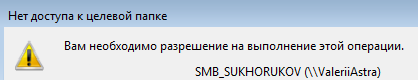 Нет доступа к целевой папке
Вам необходимо разрешение на выполнение этой операции.
SMB_SUKHORUKOV (\\ValeriiAstra)